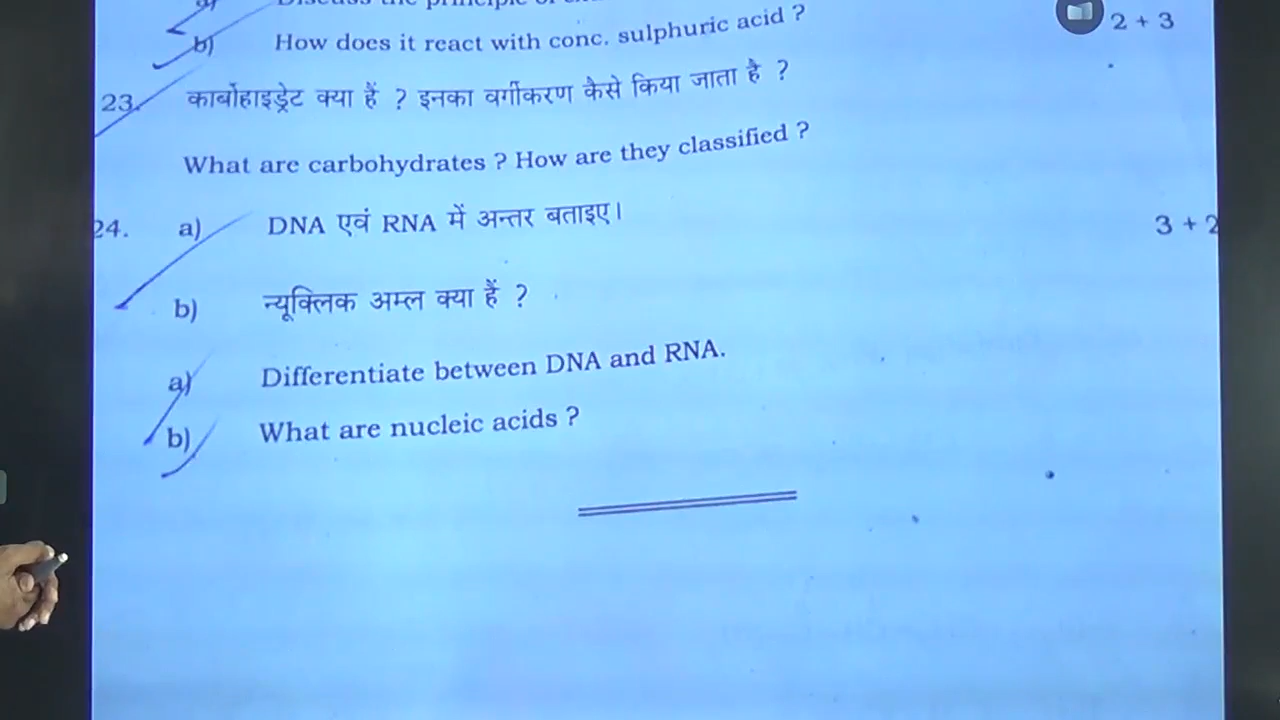 b) How does it react with conc. sulphuric acid ? 2 + 3
23. कार्बोहाइड्रेट क्या हैं ? इनका वर्गीकरण कैसे किया जाता है ?
What are carbohydrates ? How are they classified ?
24. a) DNA एवं RNA में अन्तर बताइए। 3 + 2
b) न्यूक्लिक अम्ल क्या हैं ?
a) Differentiate between DNA and RNA.
b) What are nucleic acids ?